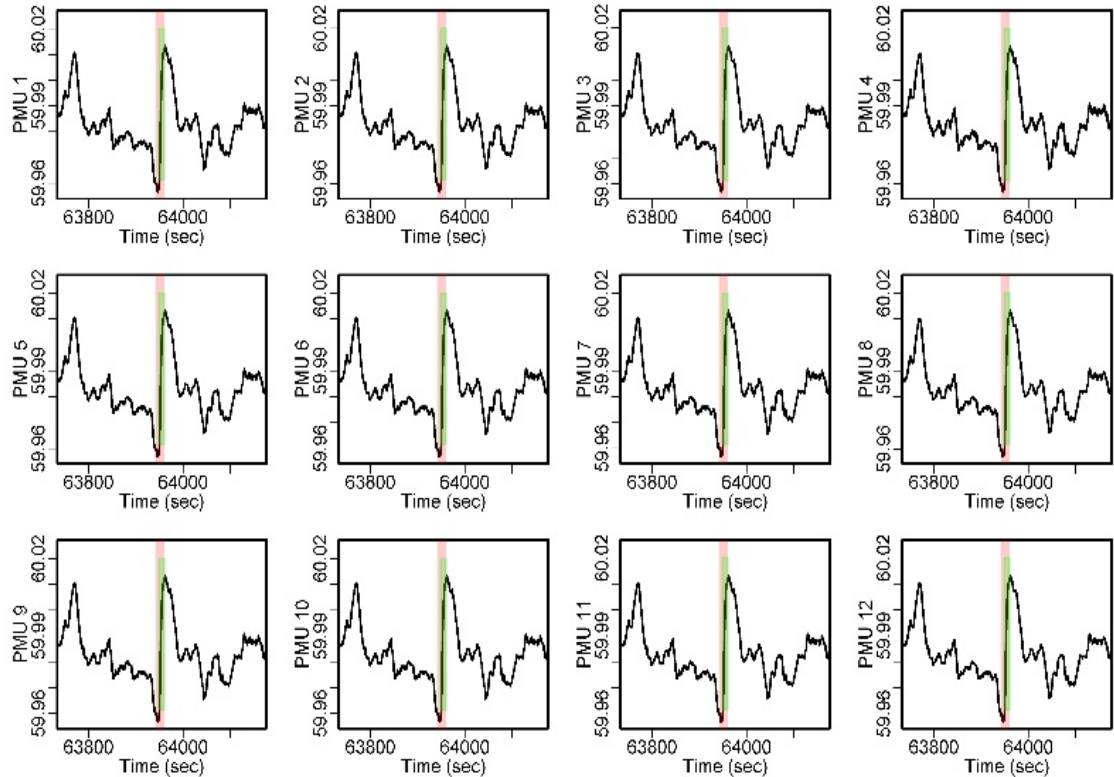 PMU 1
60.02
59.99
59.96
63800 64000
Time (sec)
PMU 2
60.02
59.99
59.96
63800 64000
Time (sec)
PMU 3
60.02
59.99
59.96
63800 64000
Time (sec)
PMU 4
60.02
59.99
59.96
63800 64000
Time (sec)
PMU 5
60.02
59.99
59.96
63800 64000
Time (sec)
PMU 6
60.02
59.99
59.96
63800 64000
Time (sec)
PMU 7
60.02
59.99
59.96
63800 64000
Time (sec)
PMU 8
60.02
59.99
59.96
63800 64000
Time (sec)
PMU 9
60.02
59.99
59.96
63800 64000
Time (sec)
PMU 10
60.02
59.99
59.96
63800 64000
Time (sec)
PMU 11
60.02
59.99
59.96
63800 64000
Time (sec)
PMU 12
60.02
59.99
59.96
63800 64000
Time (sec)